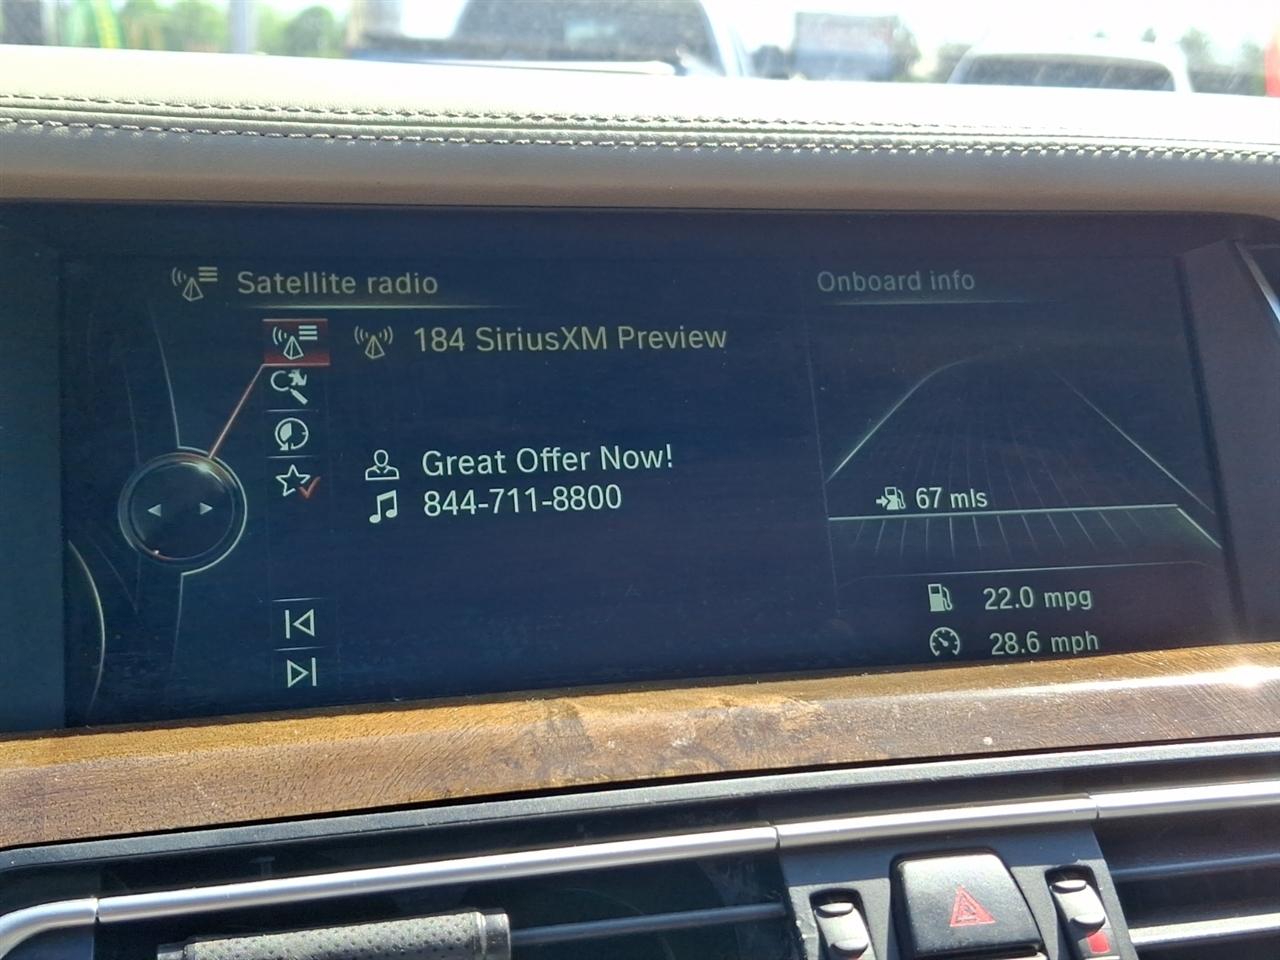 Satellite radio
184 SiriusXM Preview
Great Offer Now!
844-711-8800
Onboard info
67 mls
22.0 mpg
28.6 mph